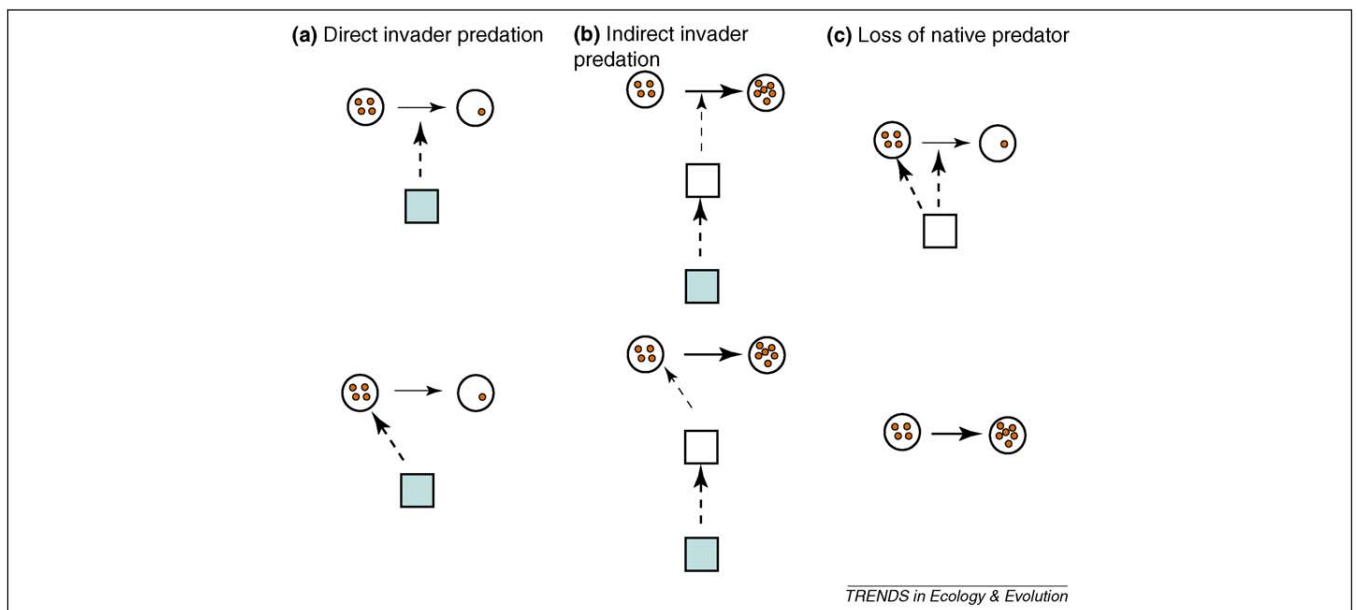 (a) Direct invader predation
(b) Indirect invader
predation
(c) Loss of native predator
TRENDS in Ecology & Evolution